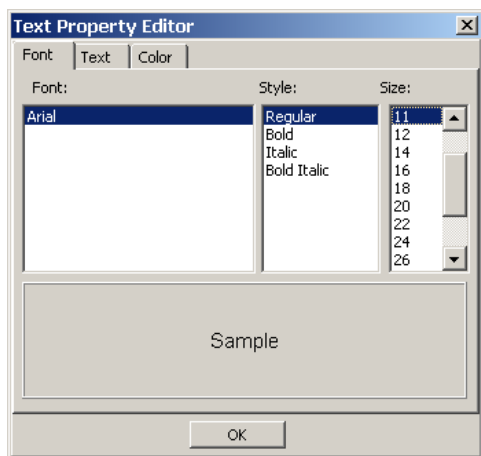 Text Property Editor
Font Text Color
Font: Style: Size:
Arial Regular 11
Bold 12
Italic 14
Bold Italic 16
18
20
22
24
26
Sample
OK